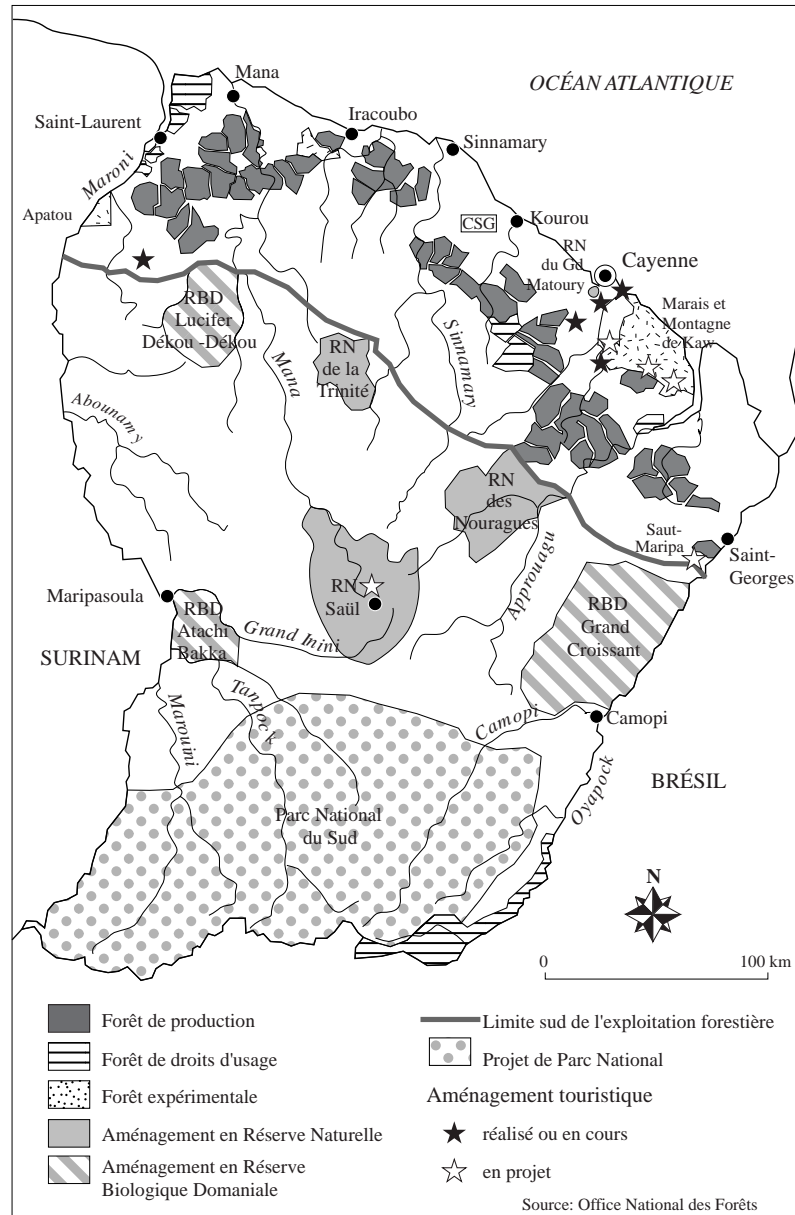 Mana
OCÉAN ATLANTIQUE
Saint-Laurent
Iracoubo
Sinnamary
Maroni
Apatou
CSG
Kourou
RN
du Gd
Matoury
Cayenne
Marais et
Montagne
de Kaw
RBD
Lucifer
Dékou -Dékou
RN
de la
Trinité
Sinnamary
Mana
Abounamy
RN
des
Nouragues
Saut-
Maripa
Saint-
Georges
Approuagu
Maripasoula
RN
Saül
RBD
Grand
Croissant
RBD
Atachi
Bakka
Grand Inini
SURINAM
Marouini
Tanpock
Camopi
Camopi
BRÉSIL
Oyapock
Parc National
du Sud
N
0 100 km
Forêt de production
Forêt de droits d'usage
Forêt expérimentale
Aménagement en Réserve Naturelle
Aménagement en Réserve
Biologique Domaniale
Limite sud de l'exploitation forestière
Projet de Parc National
Aménagement touristique
réalisé ou en cours
en projet
Source: Office National des Forêts